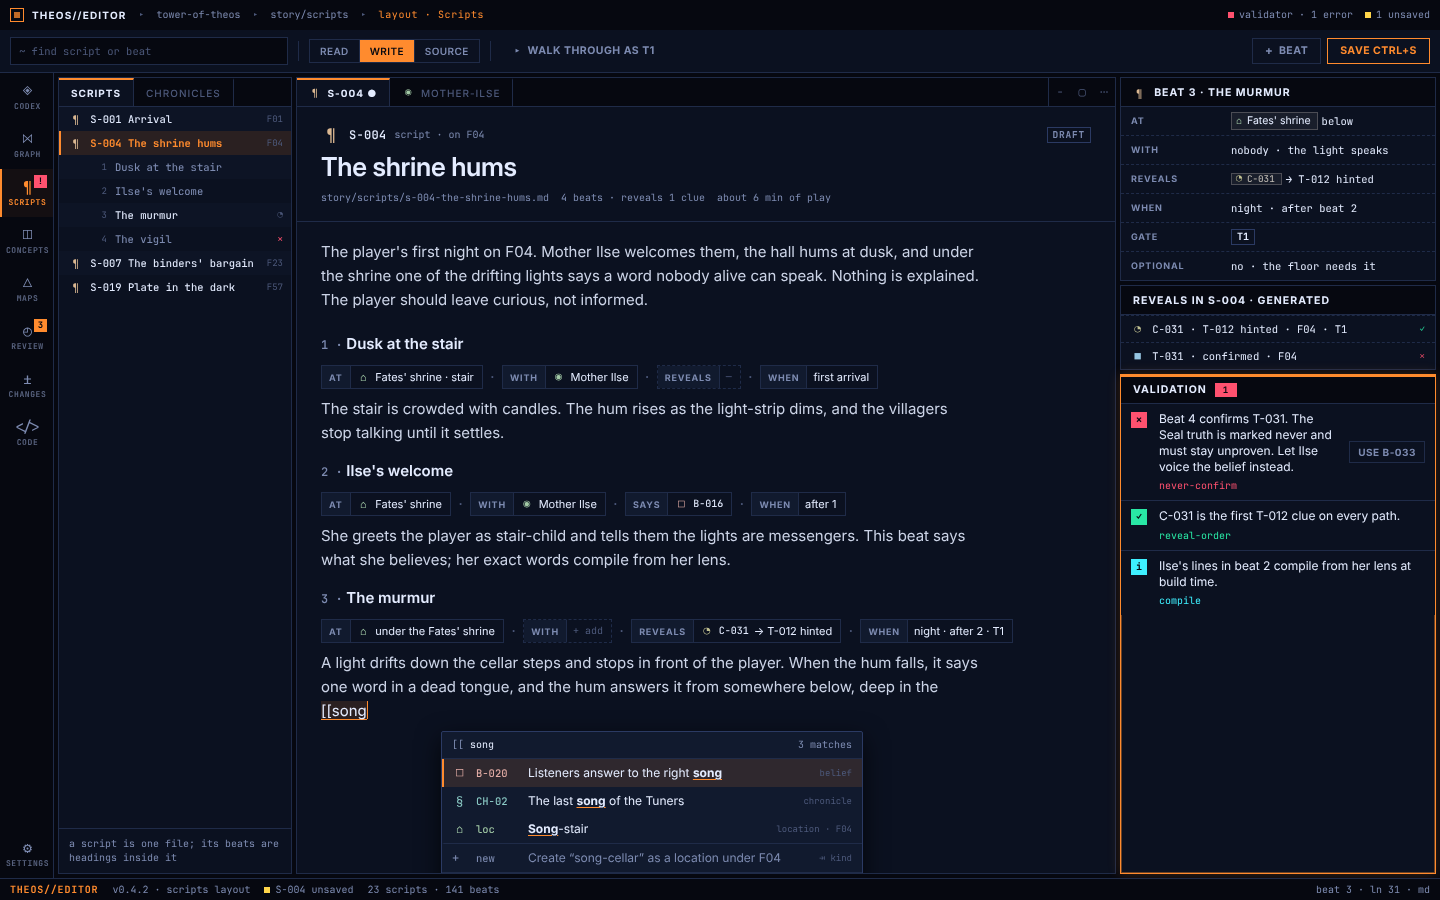 THEOS//EDITOR ▸ tower-of-theos ▸ story/scripts ▸ layout · Scripts
validator · 1 error 1 unsaved
~ find script or beat
READ WRITE SOURCE
▸ WALK THROUGH AS T1
+ BEAT
SAVE CTRL+S
CODEX
GRAPH
!
SCRIPTS
CONCEPTS
MAPS
3
REVIEW
CHANGES
</>
CODE
SETTINGS
SCRIPTS CHRONICLES
¶ S-001 Arrival F01
¶ S-004 The shrine hums F04
1 Dusk at the stair
2 Ilse's welcome
3 The murmur
4 The vigil ×
¶ S-007 The binders' bargain F23
¶ S-019 Plate in the dark F57
a script is one file; its beats are
headings inside it
¶ S-004 ●
MOTHER-ILSE
¶ S-004 script · on F04
DRAFT
The shrine hums
story/scripts/s-004-the-shrine-hums.md 4 beats · reveals 1 clue about 6 min of play
The player's first night on F04. Mother Ilse welcomes them, the hall hums at dusk, and under
the shrine one of the drifting lights says a word nobody alive can speak. Nothing is explained.
The player should leave curious, not informed.
1 · Dusk at the stair
AT ⌂ Fates' shrine · stair · WITH ◉ Mother Ilse · REVEALS — · WHEN first arrival
The stair is crowded with candles. The hum rises as the light-strip dims, and the villagers
stop talking until it settles.
2 · Ilse's welcome
AT ⌂ Fates' shrine · WITH ◉ Mother Ilse · SAYS □ B-016 · WHEN after 1
She greets the player as stair-child and tells them the lights are messengers. This beat says
what she believes; her exact words compile from her lens.
3 · The murmur
AT ⌂ under the Fates' shrine · WITH + add · REVEALS ◔ C-031 → T-012 hinted · WHEN night · after 2 · T1
A light drifts down the cellar steps and stops in front of the player. When the hum falls, it says
one word in a dead tongue, and the hum answers it from somewhere below, deep in the
[[song
[[ song 3 matches
□ B-020 Listeners answer to the right song belief
§ CH-02 The last song of the Tuners chronicle
⌂ loc Song-stair location · F04
+ new Create “song-cellar” as a location under F04 kind
¶ BEAT 3 · THE MURMUR
AT ⌂ Fates' shrine below
WITH nobody · the light speaks
REVEALS ◔ C-031 → T-012 hinted
WHEN night · after beat 2
GATE T1
OPTIONAL no · the floor needs it
REVEALS IN S-004 · GENERATED
◔ C-031 · T-012 hinted · F04 · T1 ✓
■ T-031 · confirmed · F04 ×
VALIDATION 1
× Beat 4 confirms T-031. The
Seal truth is marked never and
must stay unproven. Let Ilse
voice the belief instead.
USE B-033
never-confirm
✓ C-031 is the first T-012 clue on every path.
reveal-order
i Ilse's lines in beat 2 compile from her lens at
build time.
compile
THEOS//EDITOR v0.4.2 · scripts layout S-004 unsaved 23 scripts · 141 beats
beat 3 · ln 31 · md